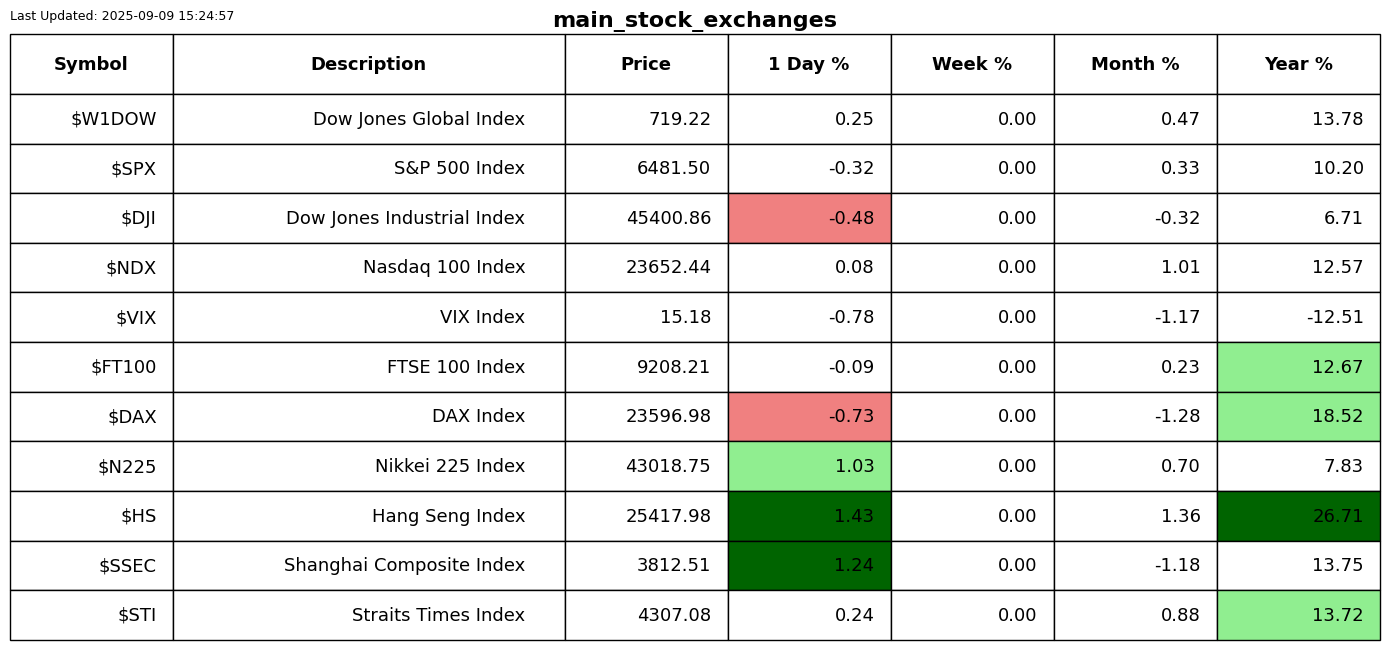 Last Updated: 2025-09-09 15:24:57
main_stock_exchanges
Symbol Description Price 1 Day % Week % Month % Year %
$W1DOW Dow Jones Global Index 719.22 0.25 0.00 0.47 13.78
$SPX S&P 500 Index 6481.50 -0.32 0.00 0.33 10.20
$DJI Dow Jones Industrial Index 45400.86 -0.48 0.00 -0.32 6.71
$NDX Nasdaq 100 Index 23652.44 0.08 0.00 1.01 12.57
$VIX VIX Index 15.18 -0.78 0.00 -1.17 -12.51
$FT100 FTSE 100 Index 9208.21 -0.09 0.00 0.23 12.67
$DAX DAX Index 23596.98 -0.73 0.00 -1.28 18.52
$N225 Nikkei 225 Index 43018.75 1.03 0.00 0.70 7.83
$HS Hang Seng Index 25417.98 1.43 0.00 1.36 26.71
$SSEC Shanghai Composite Index 3812.51 1.24 0.00 -1.18 13.75
$STI Straits Times Index 4307.08 0.24 0.00 0.88 13.72